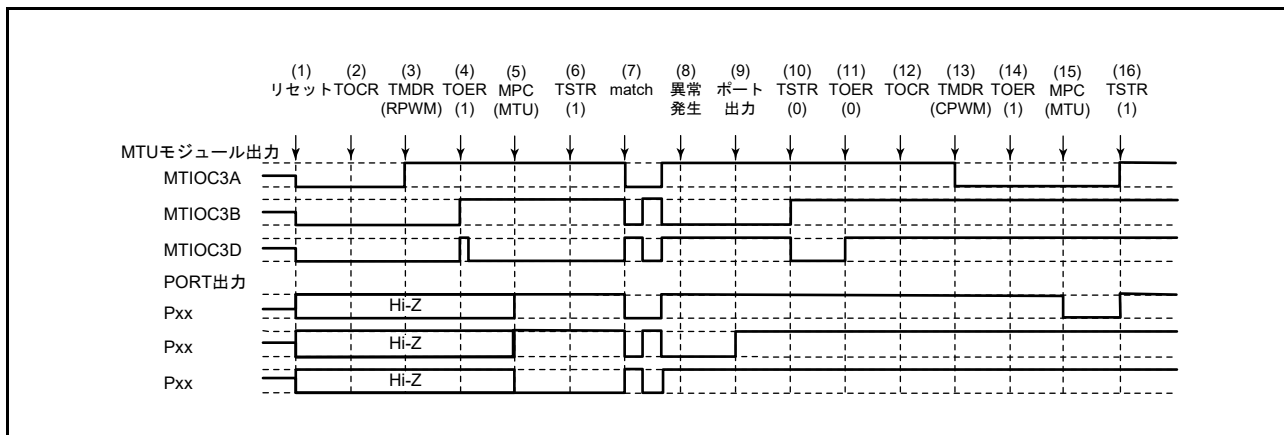 (1) (2) (3) (4) (5) (6) (7) (8) (9) (10) (11) (12) (13) (14) (15) (16)
リセット TOCR TMDR TOER MPC TSTR match 異常 ポート TSTR TOER TOCR TMDR TOER MPC TSTR
(RPWM) (1) (MTU) (1) 発生 出力 (0) (0) (CPWM) (1) (MTU) (1)
MTUモジュール出力
MTIOC3A
MTIOC3B
MTIOC3D
PORT出力
Pxx Hi-Z
Pxx Hi-Z
Pxx Hi-Z